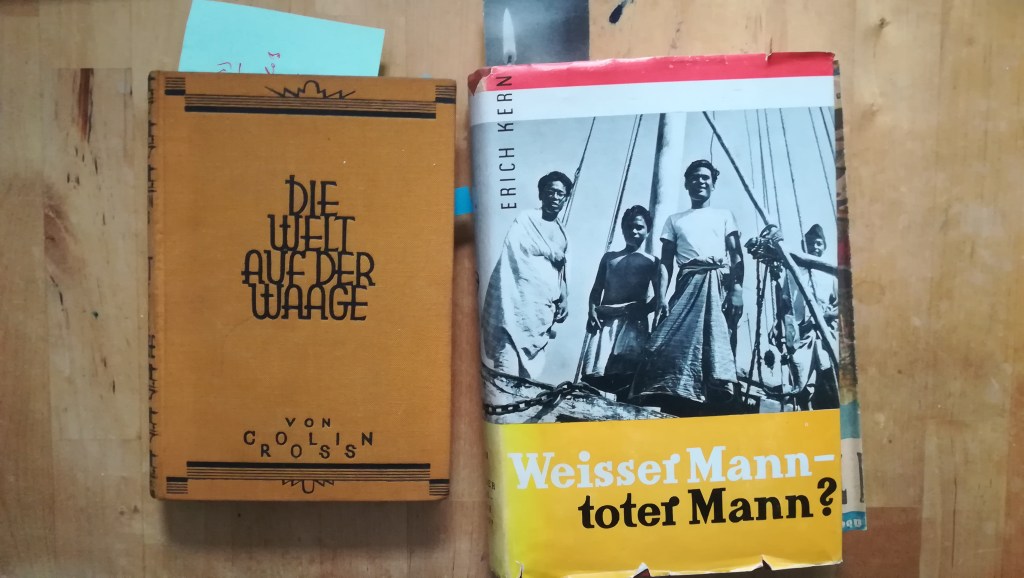 DIE
WELT
AUF DER
WAAGE
VON
COLIN
ROSS
ERICH KERN
Weisser Mann-
toter Mann?